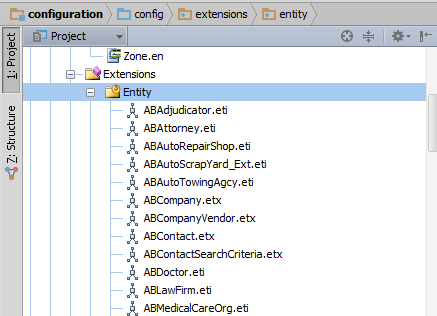 configuration config extensions entity
Project
1: Project
Z: Structure
Zone.en
Extensions
Entity
ABAdjudicator.eti
ABAttorney.eti
ABAutoRepairShop.eti
ABAutoScrapYard_Ext.eti
ABAutoTowingAgcy.eti
ABCompany.etx
ABCompanyVendor.etx
ABContact.etx
ABContactSearchCriteria.etx
ABDoctor.eti
ABLawFirm.eti
ABMedicalCareOrg.eti